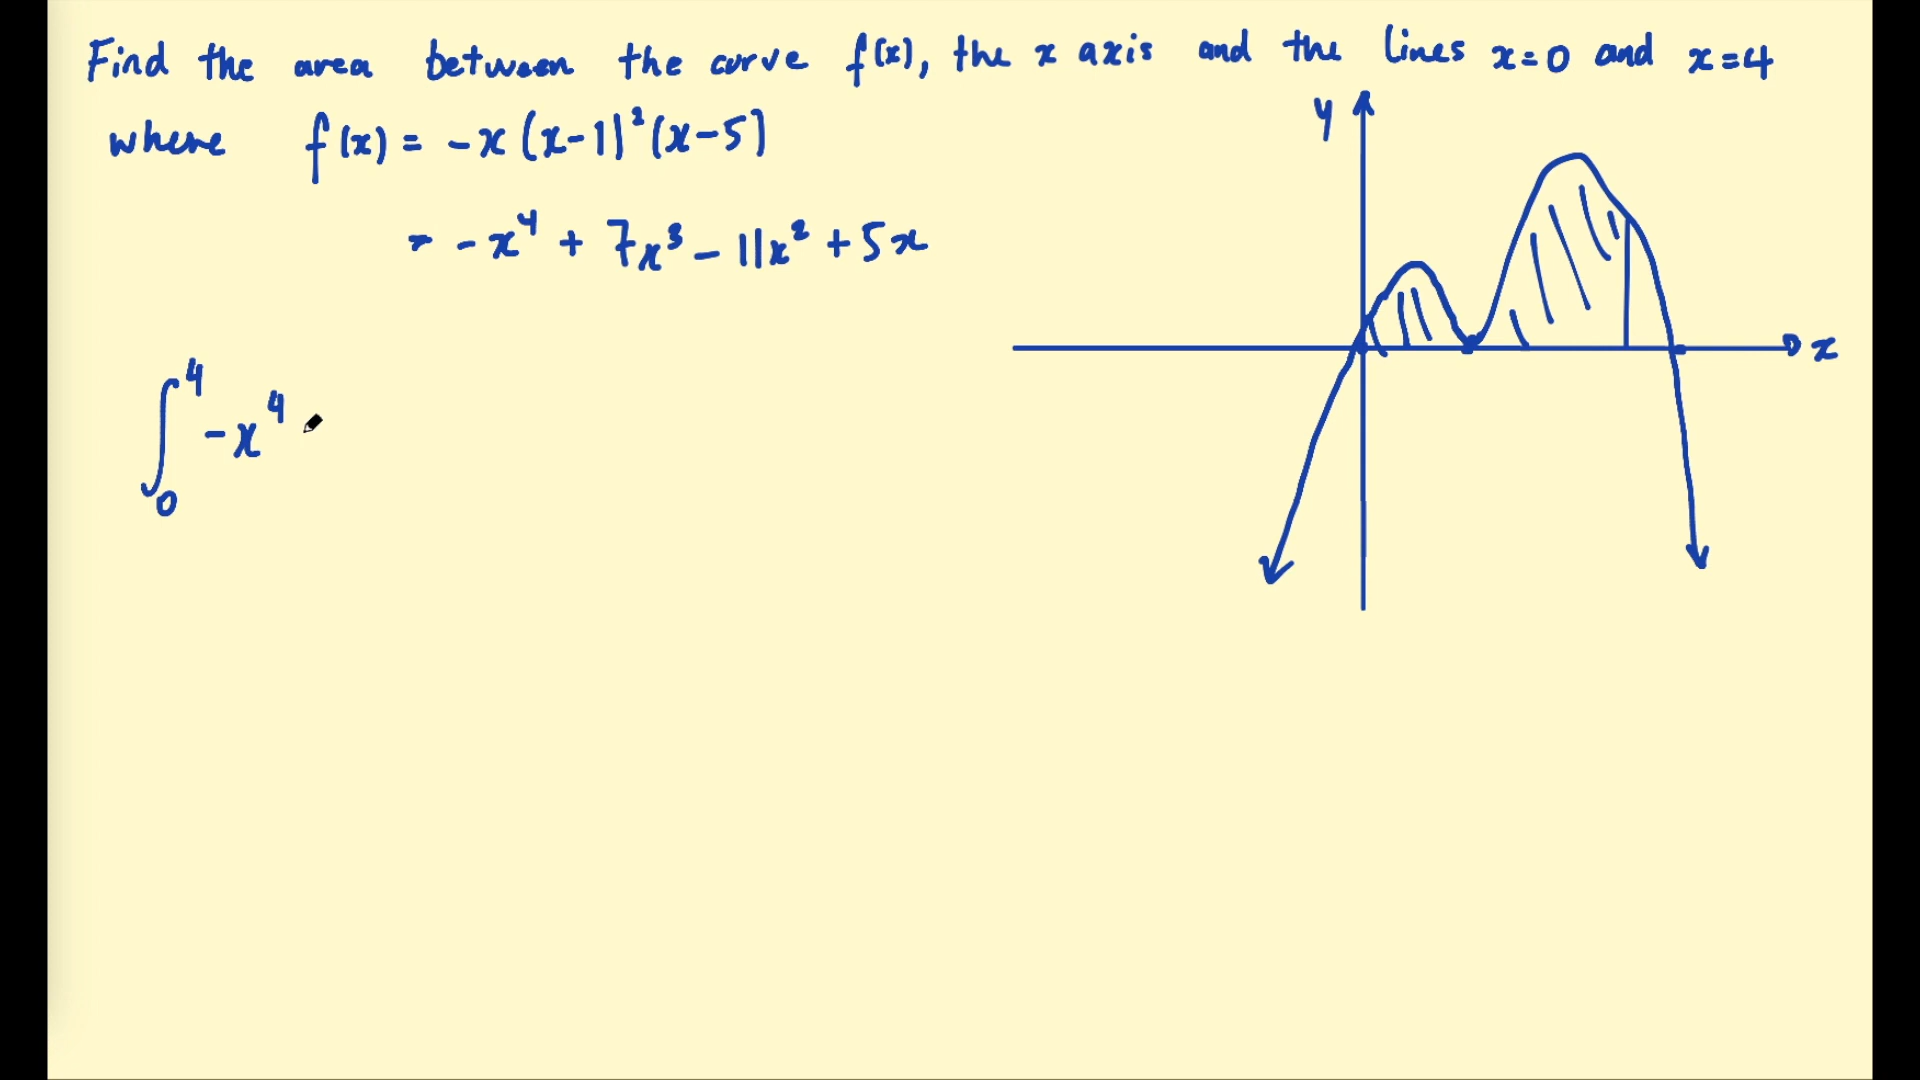 Find the area between the curve f(x), the x axis and the lines x=0 and x=4
where f(x) = -x(x-1)²(x-5)
= -x⁴ + 7x³ - 11x² + 5x
y
x
∫₀⁴ -x⁴